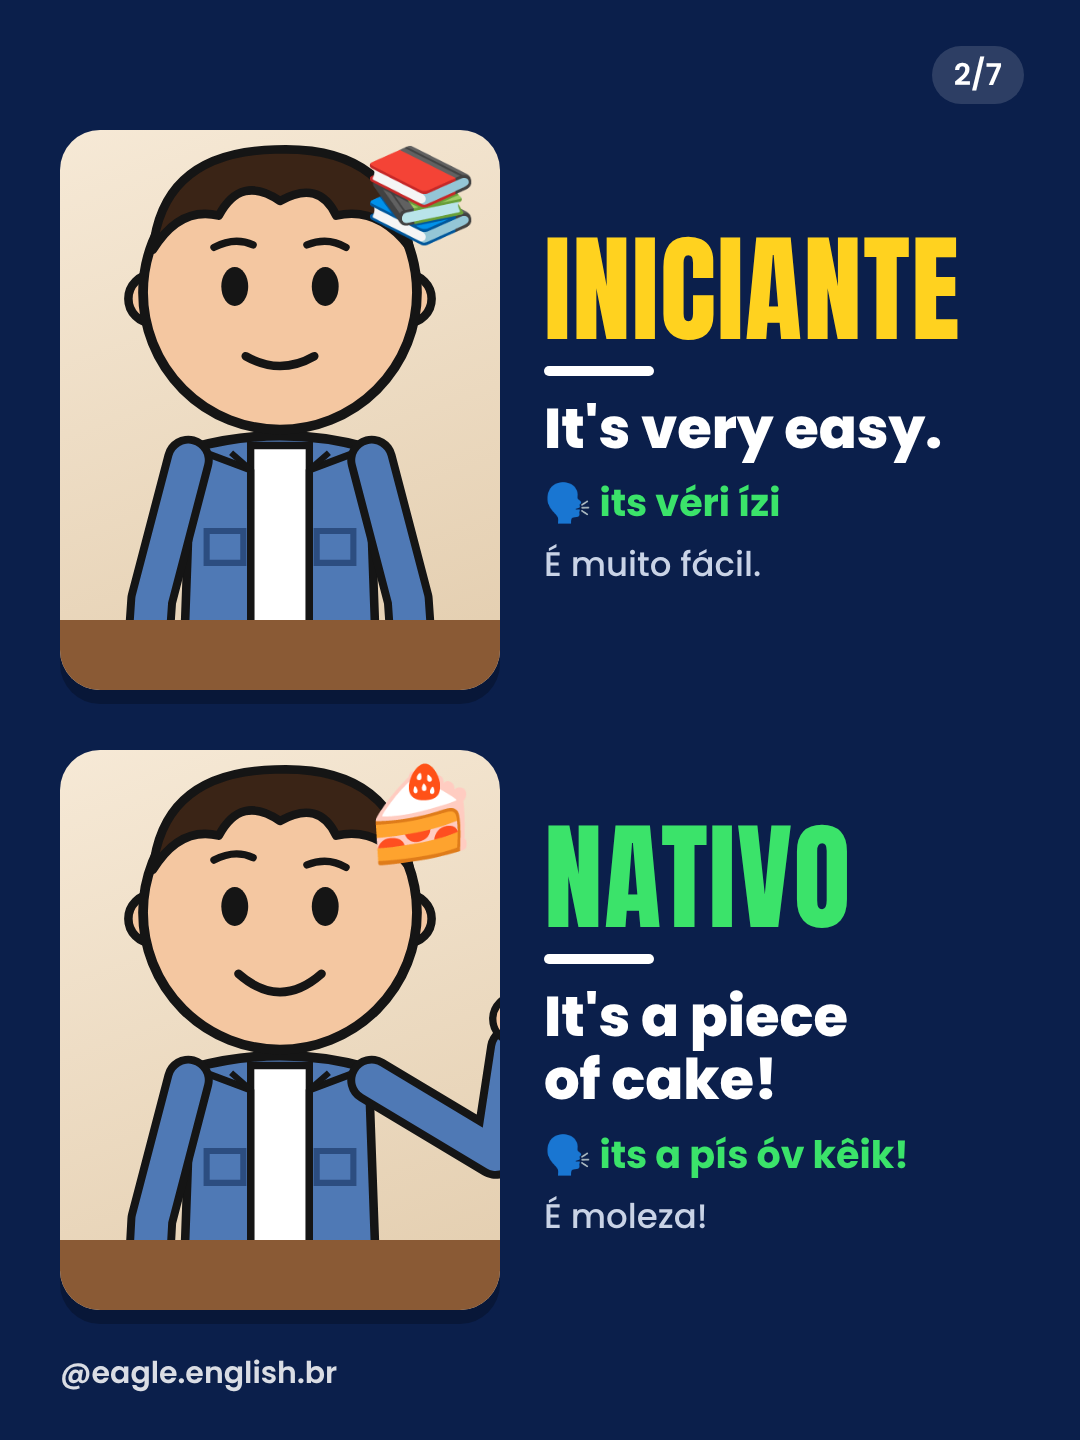 2/7
INICIANTE
It's very easy.
🗣️ its véri ízi
É muito fácil.
NATIVO
It's a piece
of cake!
🗣️ its a pís óv kêik!
É moleza!
@eagle.english.br